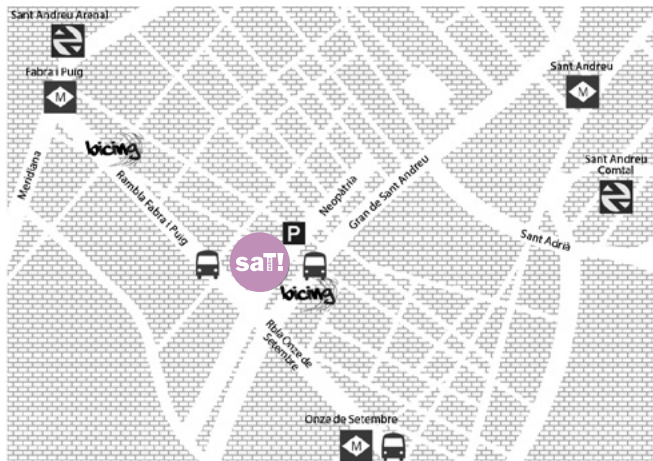 Sant Andreu Arenal
Fabra i Puig
M
bicing
Meridiana
Rambla Fabra i Puig
Neopàtria
Gran de Sant Andreu
P
saT!
bicing
Rbla Onze de
Setembre
Onze de Setembre
M
Sant Andreu
M
Sant Andreu
Comtal
Sant Adrià